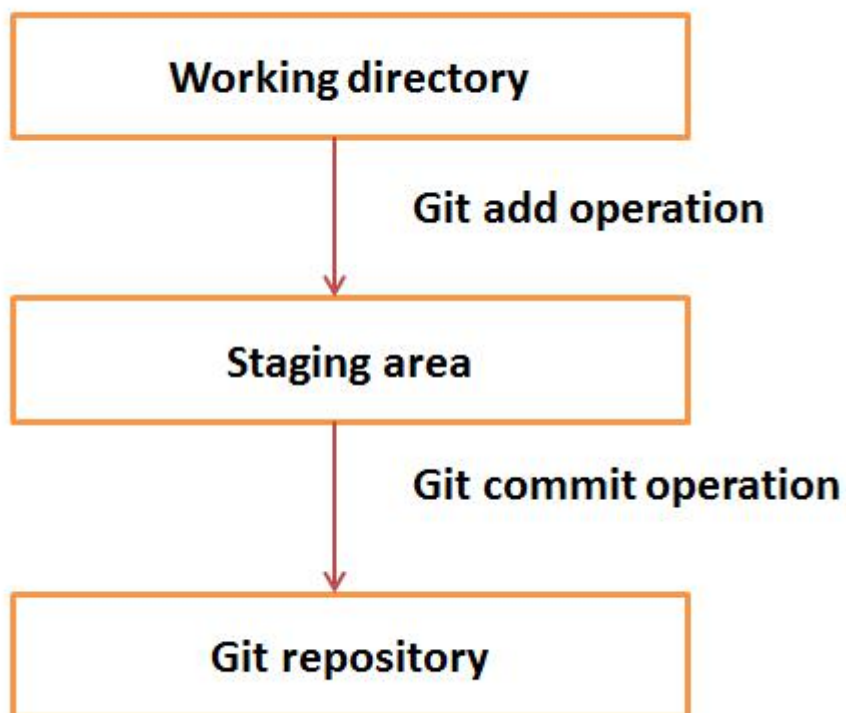 Working directory
Git add operation
Staging area
Git commit operation
Git repository